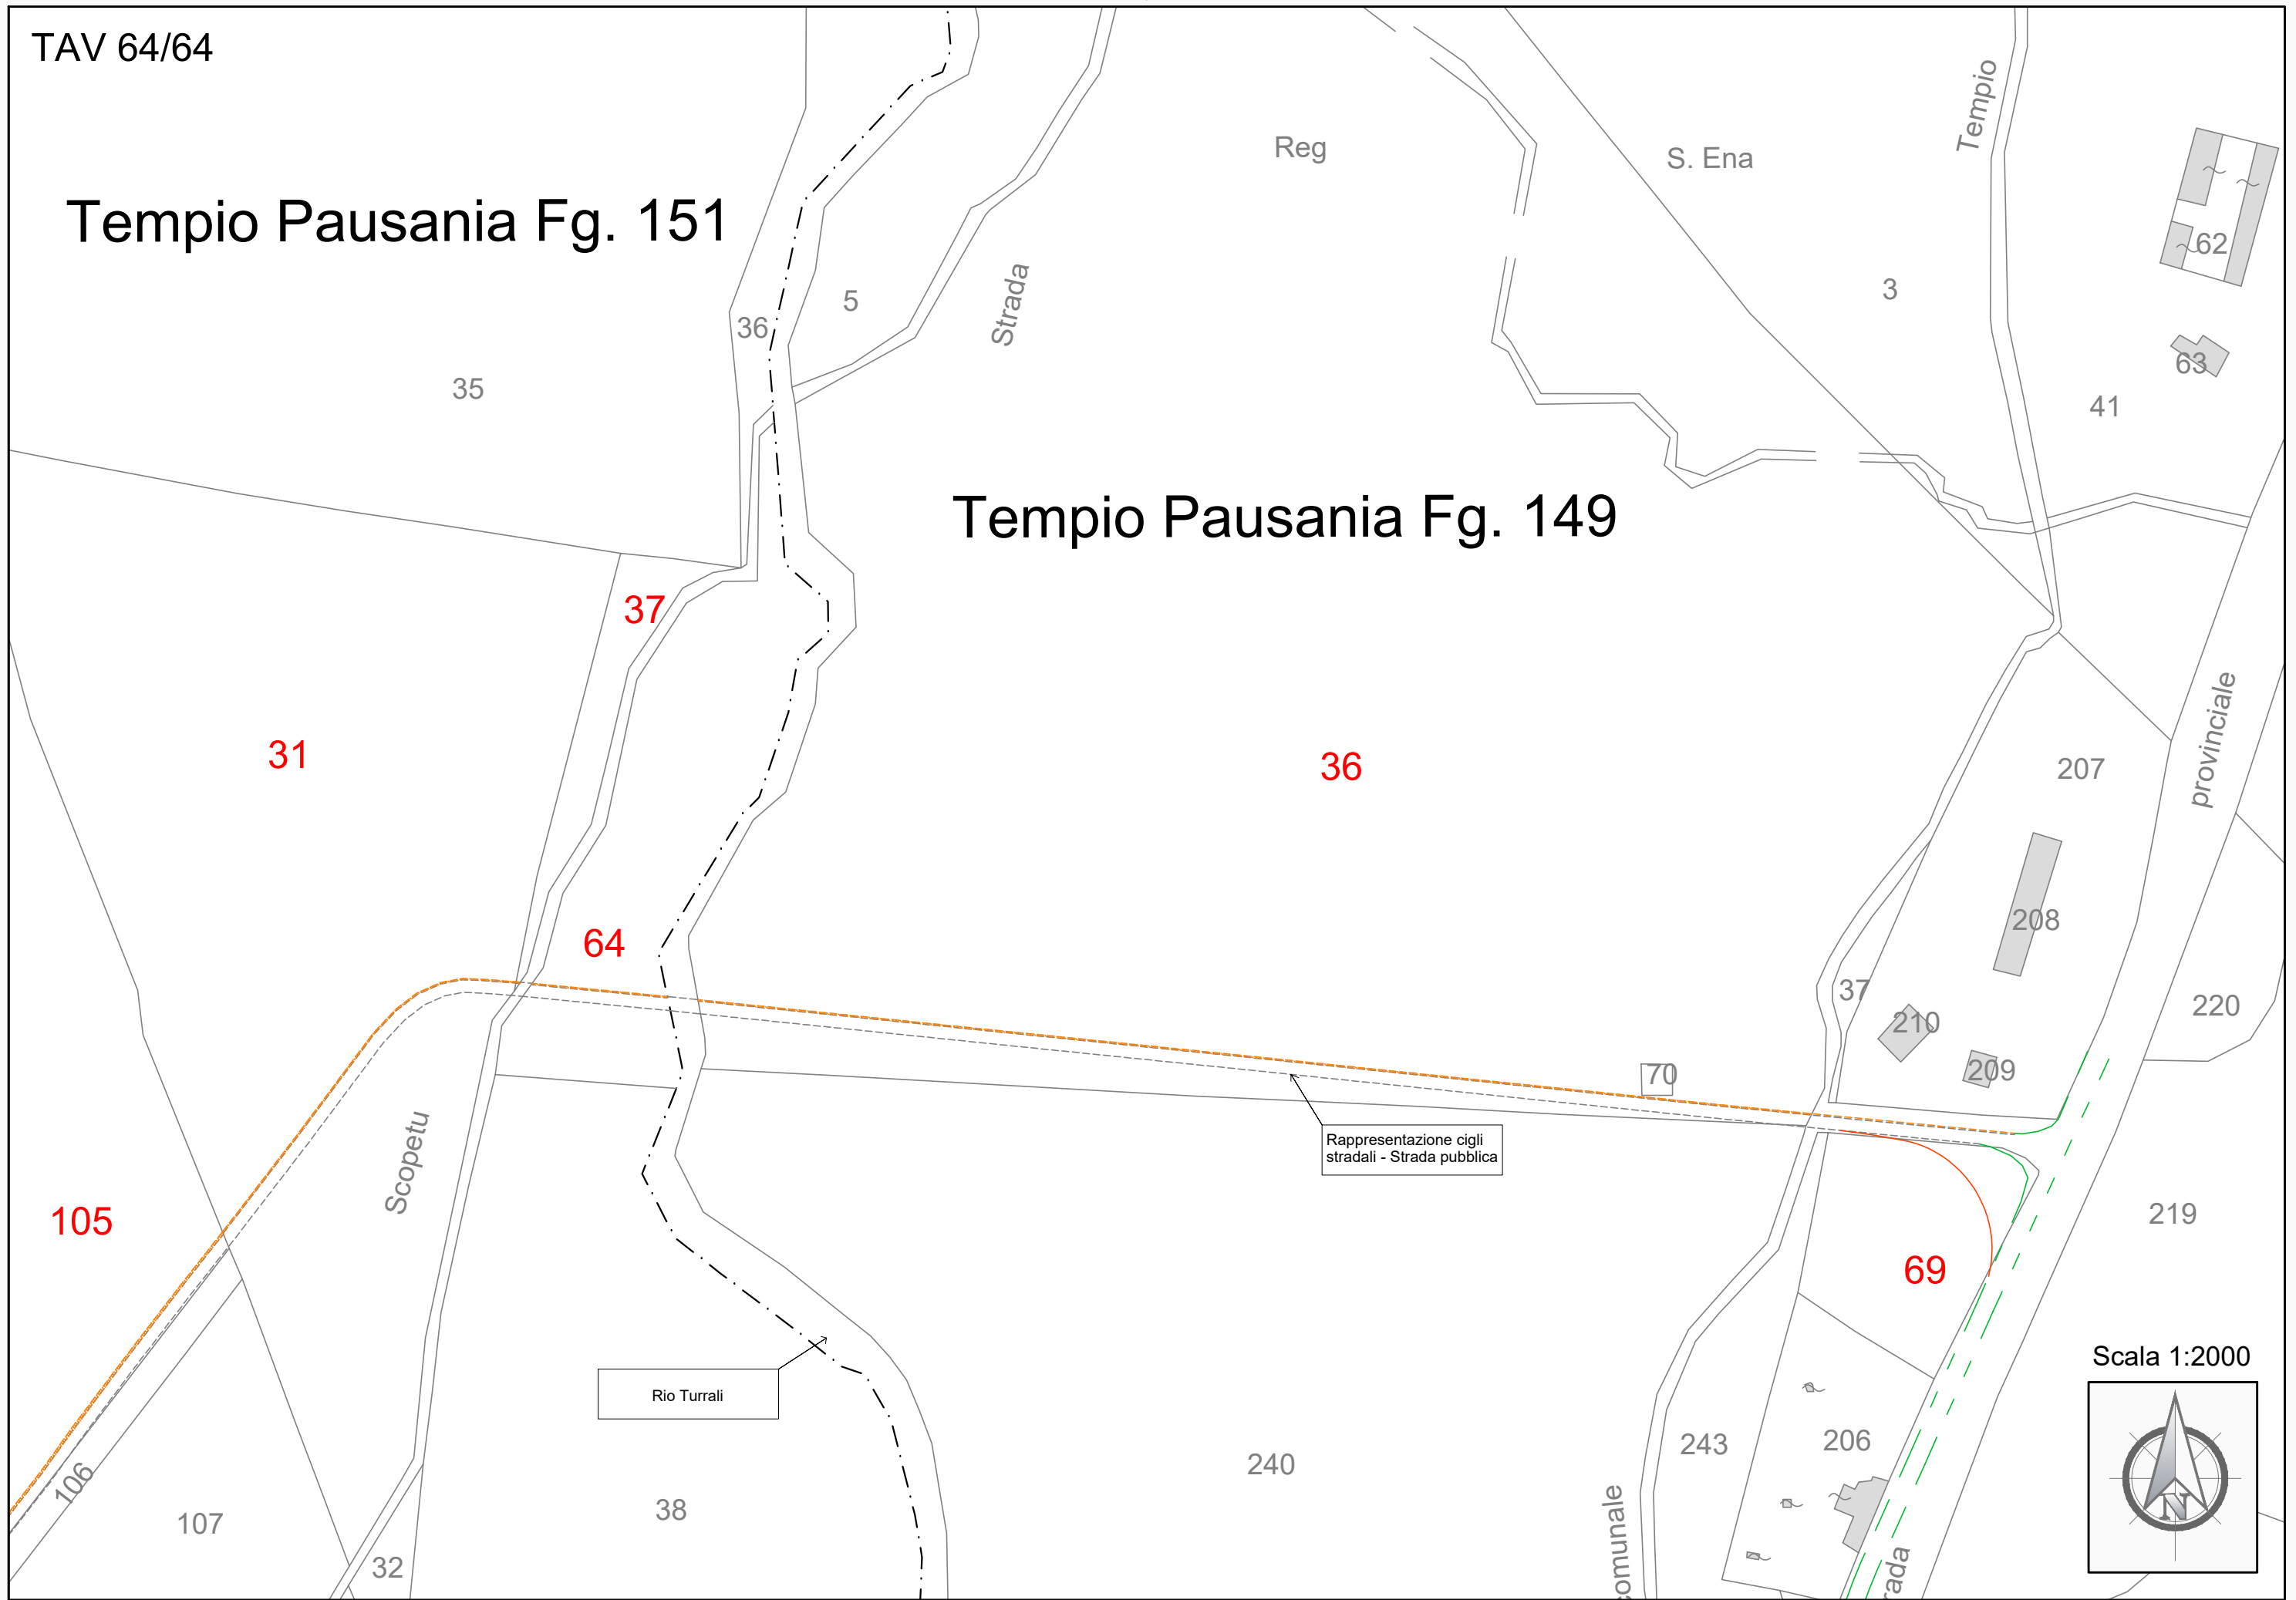 TAV 64/64
Tempio
Reg
S. Ena
Tempio Pausania Fg. 151
62
3
5
Strada
36
63
35
41
Tempio Pausania Fg. 149
37
provinciale
31
36
207
208
64
37
220
210
209
70
Rappresentazione cigli
stradali - Strada pubblica
Scopetu
105
219
69
Scala 1:2000
Rio Turrali
206
243
240
106
38
107
N
32
comunale
rada